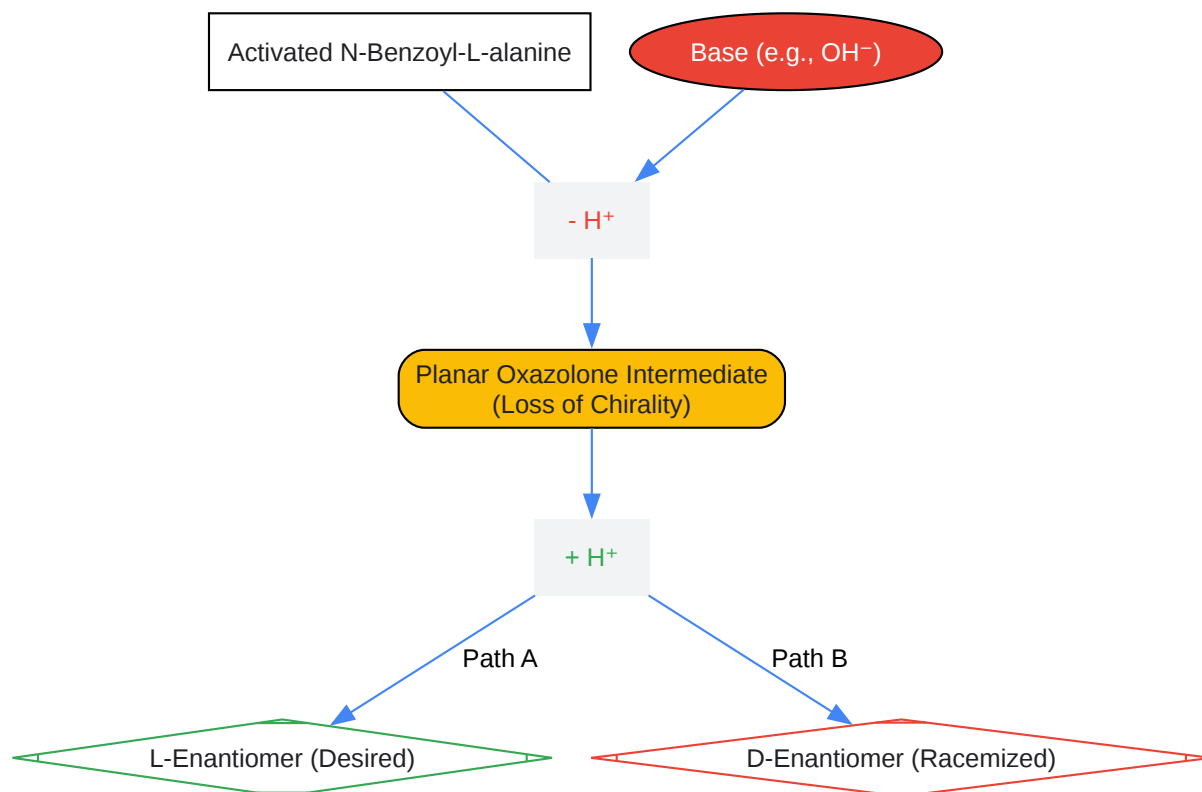 Activated N-Benzoyl-L-alanine
Base (e.g., OH⁻)
- H⁺
Planar Oxazolone Intermediate
(Loss of Chirality)
+ H⁺
Path A
Path B
L-Enantiomer (Desired)
D-Enantiomer (Racemized)